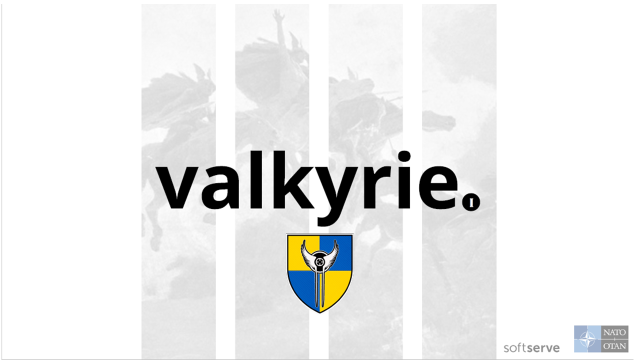 valkyrie.
softserve
NATO
OTAN